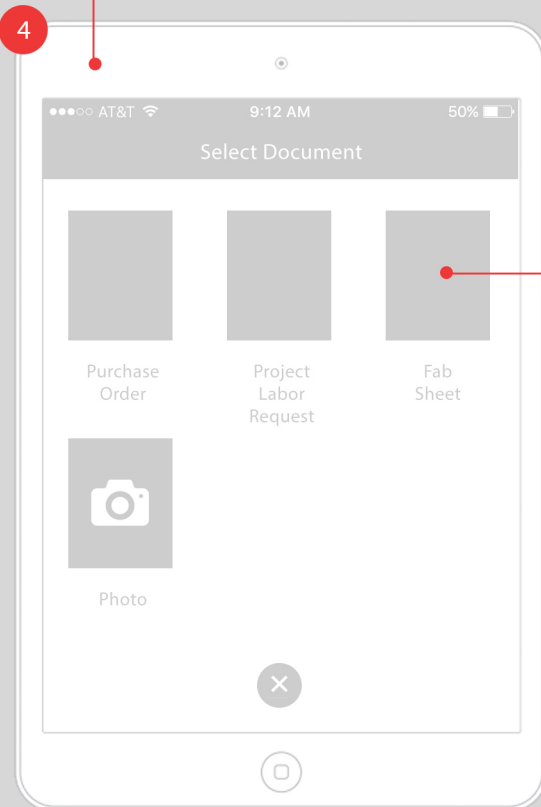 4
AT&T 9:12 AM 50%
Select Document
Purchase Order
Project Labor Request
Fab Sheet
Photo